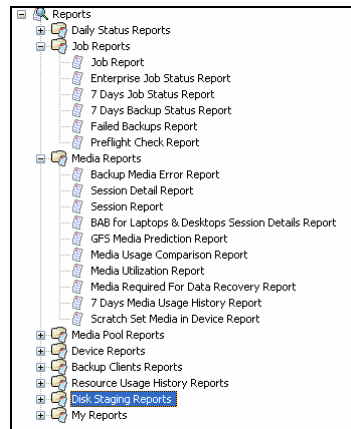 Reports
Daily Status Reports
Job Reports
Job Report
Enterprise Job Status Report
7 Days Job Status Report
7 Days Backup Status Report
Failed Backups Report
Preflight Check Report
Media Reports
Backup Media Error Report
Session Detail Report
Session Report
BAB for Laptops & Desktops Session Details Report
GFS Media Prediction Report
Media Usage Comparison Report
Media Utilization Report
Media Required For Data Recovery Report
7 Days Media Usage History Report
Scratch Set Media in Device Report
Media Pool Reports
Device Reports
Backup Clients Reports
Resource Usage History Reports
Disk Staging Reports
My Reports